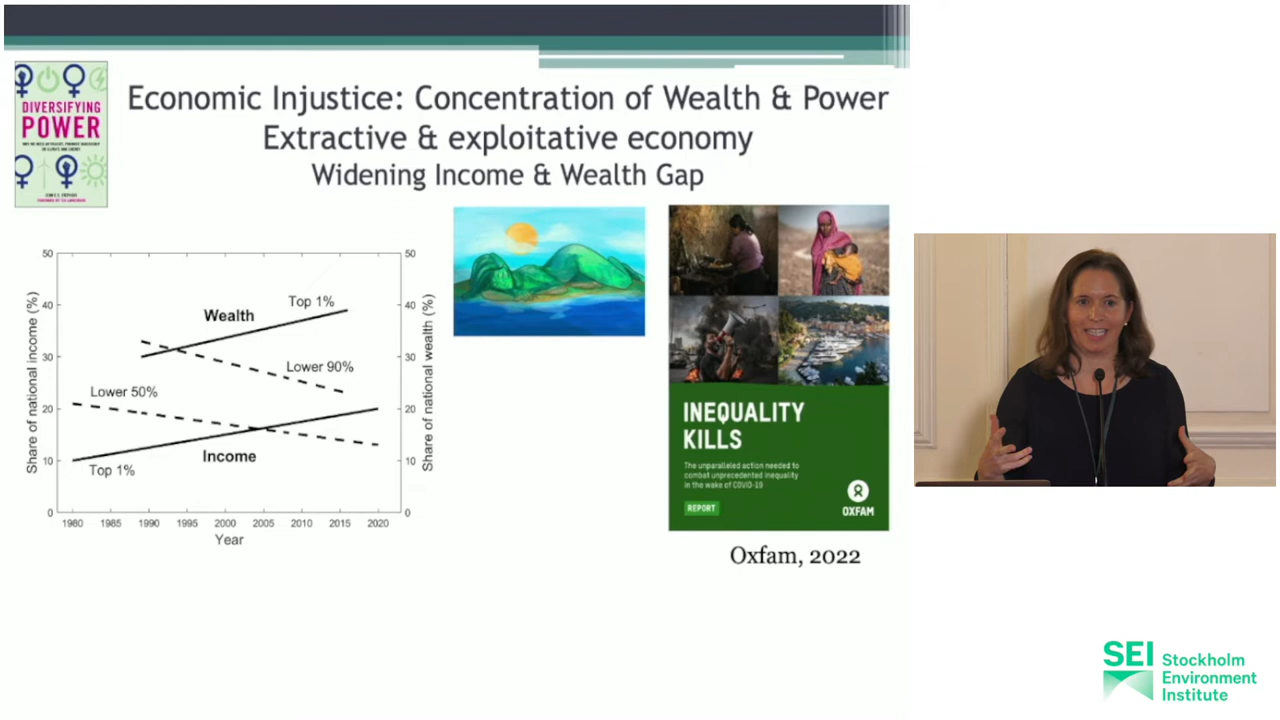 Economic Injustice: Concentration of Wealth & Power
Extractive & exploitative economy
Widening Income & Wealth Gap
DIVERSIFYING
POWER
Share of national income (%)
50
40
30
20
10
0
Wealth
Top 1%
Lower 90%
Lower 50%
Top 1%
Income
50
40
30
20
10
0
Share of national wealth (%)
1980 1985 1990 1995 2000 2005 2010 2015 2020
Year
INEQUALITY
KILLS
The unparalleled action needed to
combat unprecedented inequality
in the wake of COVID-19
REPORT
OXFAM
Oxfam, 2022
SEI Stockholm
Environment
Institute